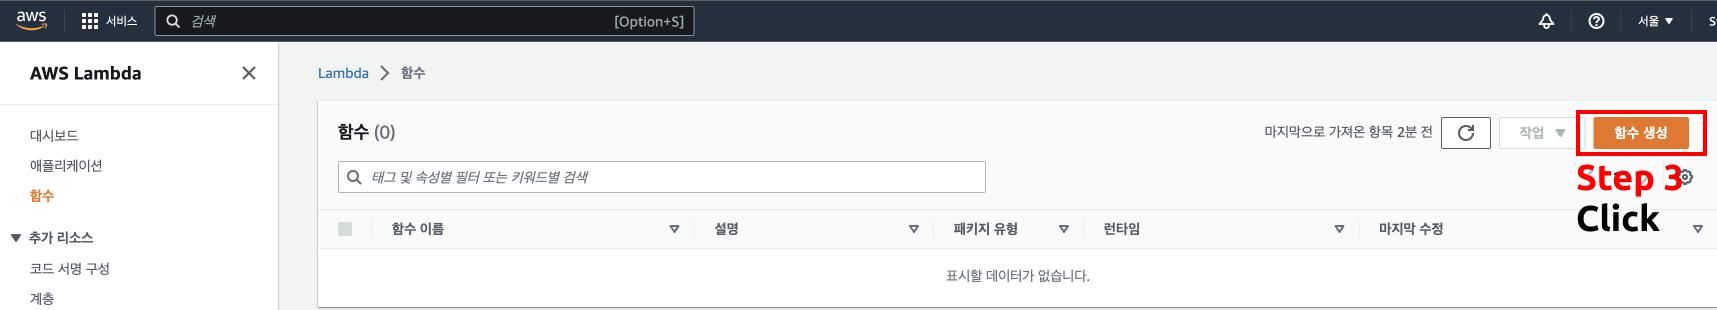 aws 서비스 검색 [Option+S] 서울 S
AWS Lambda
대시보드
애플리케이션
함수
추가 리소스
코드 서명 구성
계층
Lambda 함수
함수 (0)
마지막으로 가져온 항목 2분 전 작업 함수 생성
태그 및 속성별 필터 또는 키워드별 검색
Step 3
Click
함수 이름 설명 패키지 유형 런타임 마지막 수정
표시할 데이터가 없습니다.